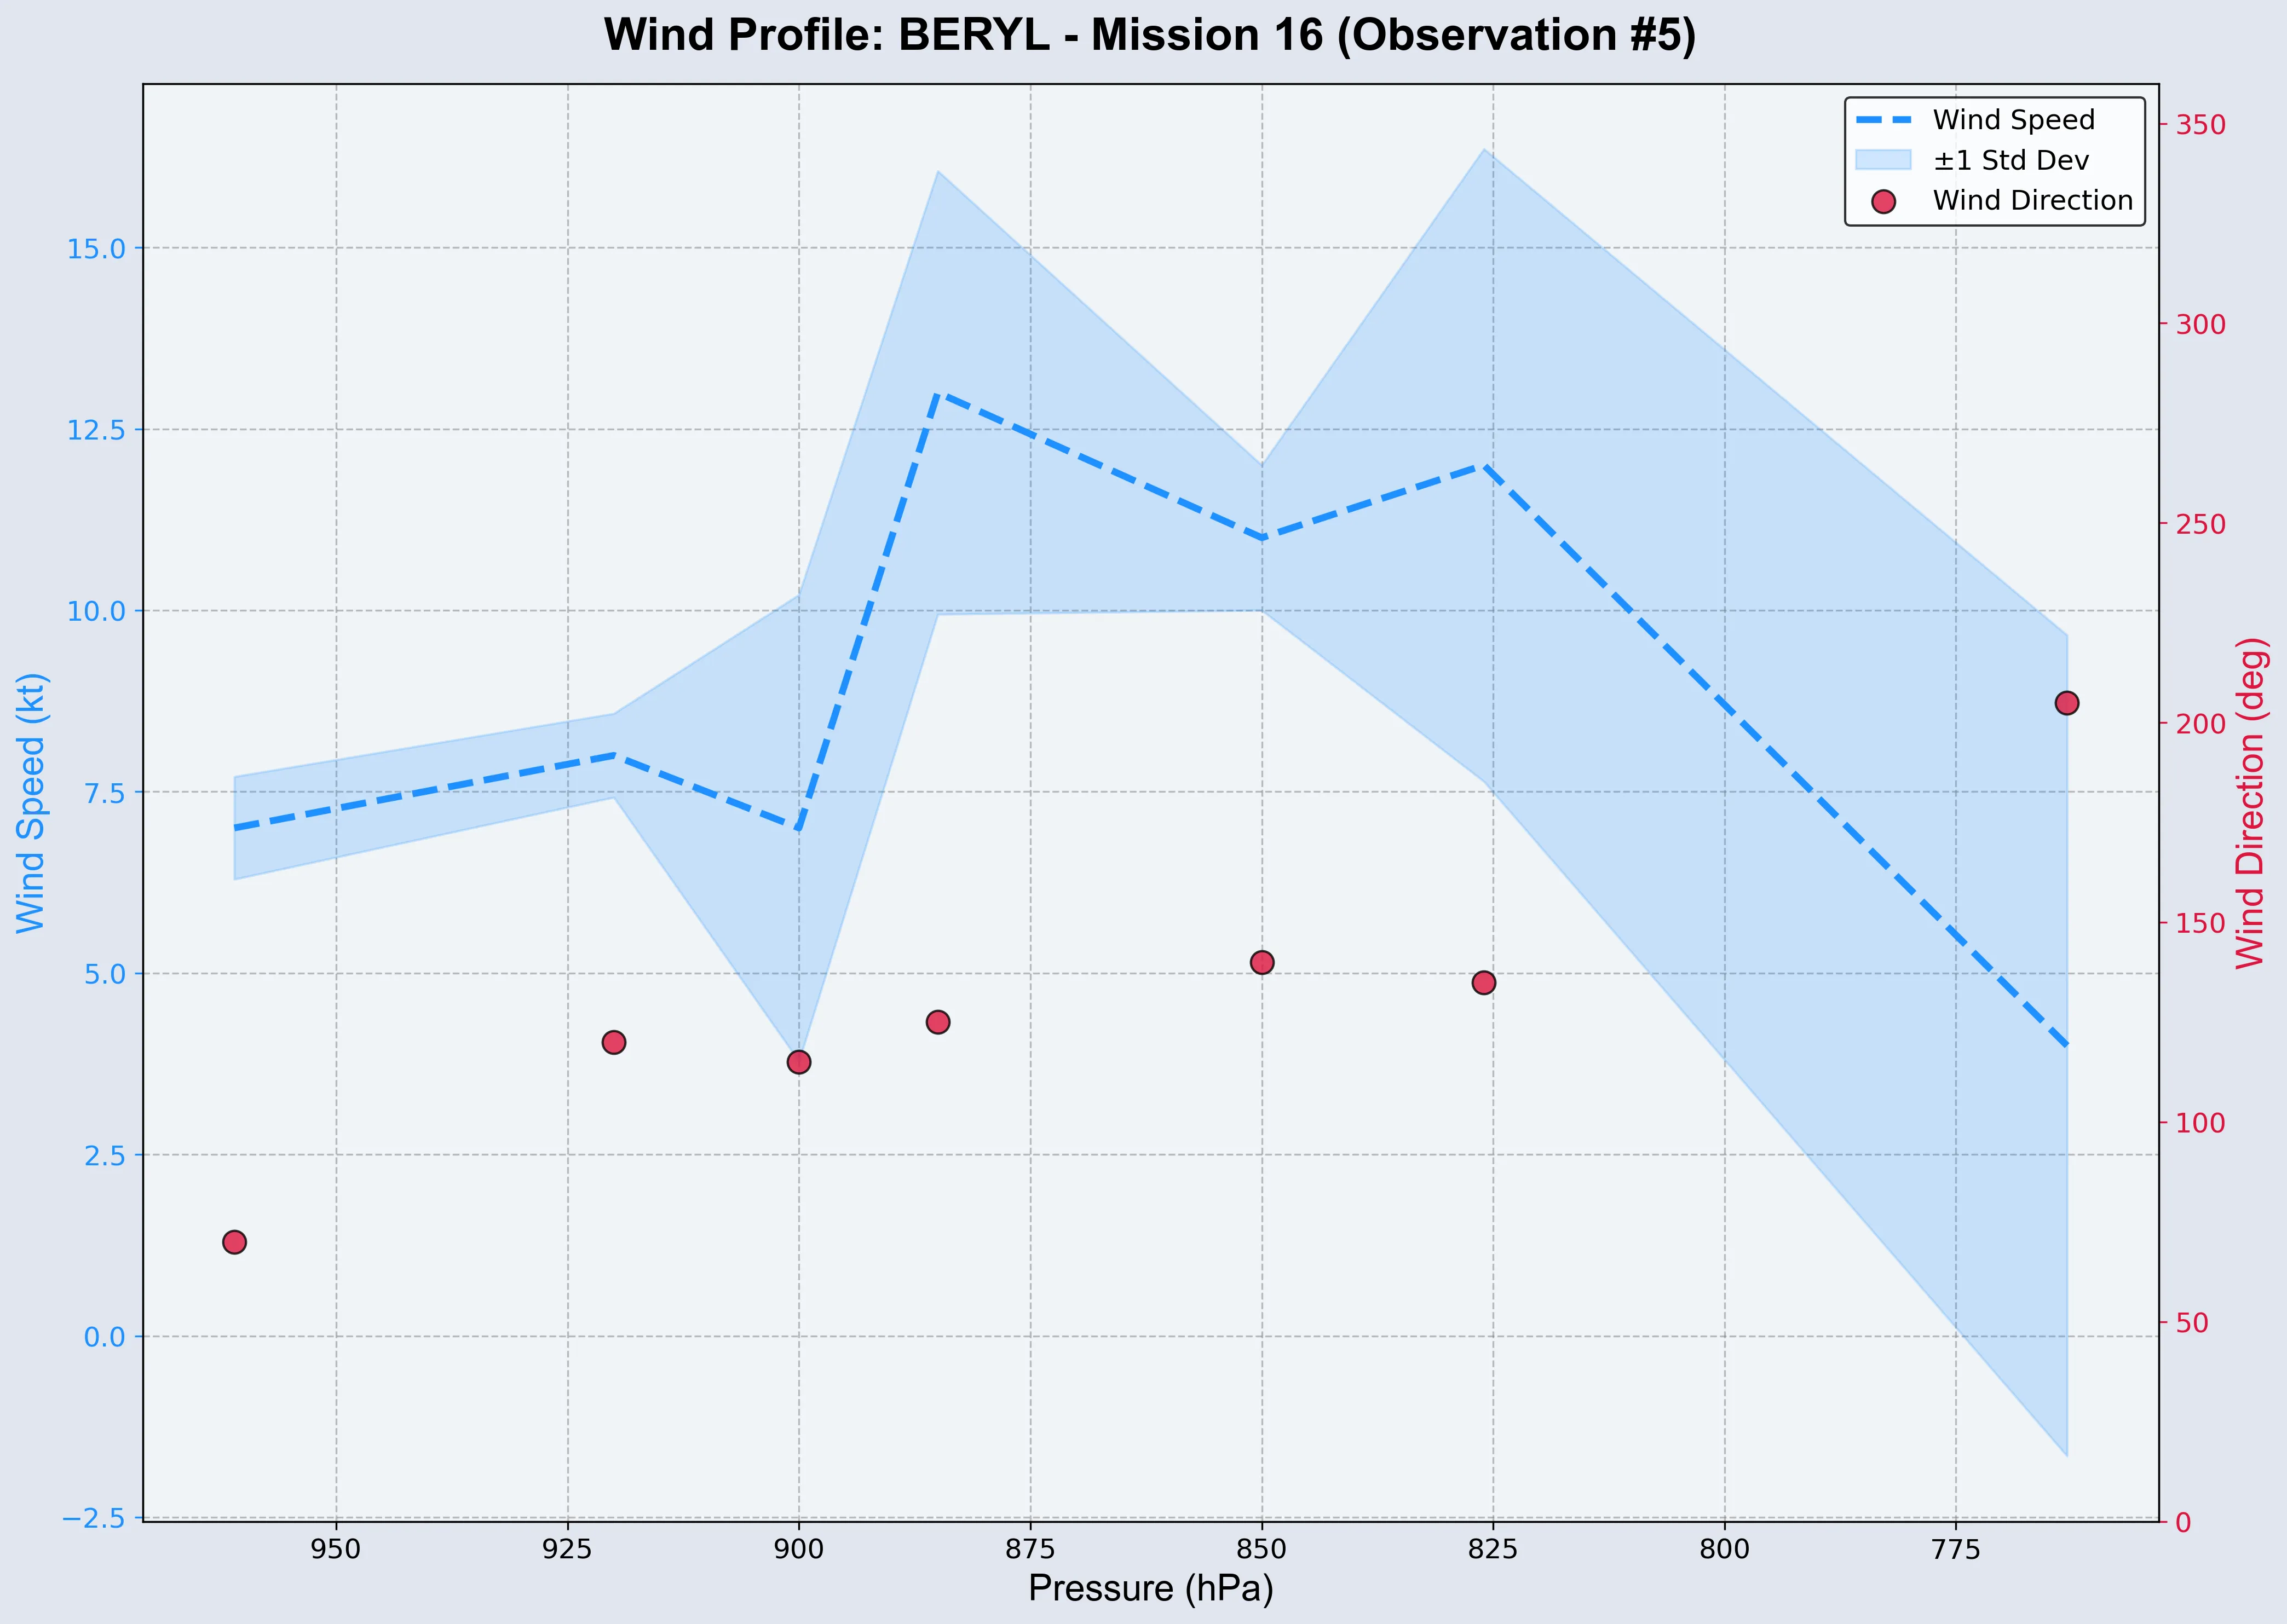 Wind Profile: BERYL - Mission 16 (Observation #5)
Wind Speed
±1 Std Dev
Wind Direction
Wind Speed (kt)
15.0
12.5
10.0
7.5
5.0
2.5
0.0
−2.5
350
300
250
200
150
100
50
0
Wind Direction (deg)
950 925 900 875 850 825 800 775
Pressure (hPa)